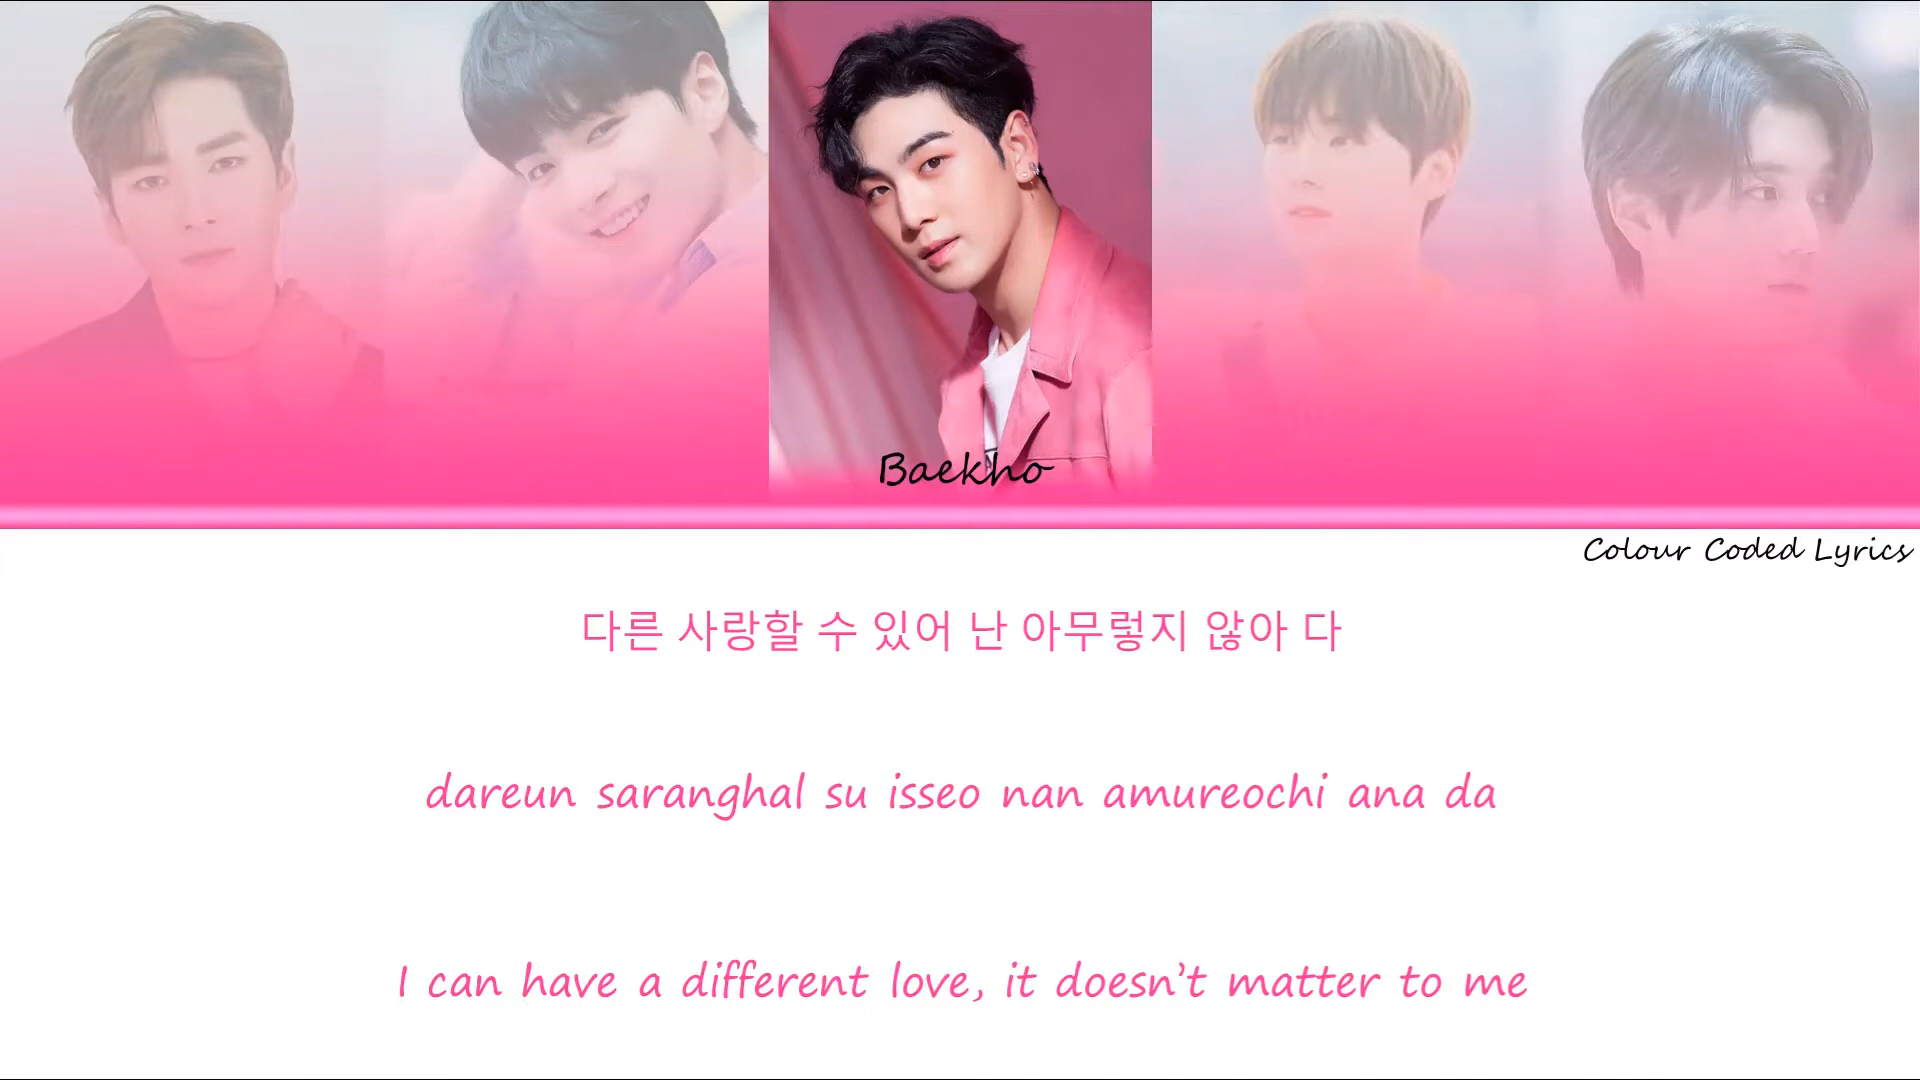 Baekho
Colour Coded Lyrics
다른 사랑할 수 있어 난 아무렇지 않아 다
dareun saranghal su isseo nan amureochi ana da
I can have a different love, it doesn't matter to me